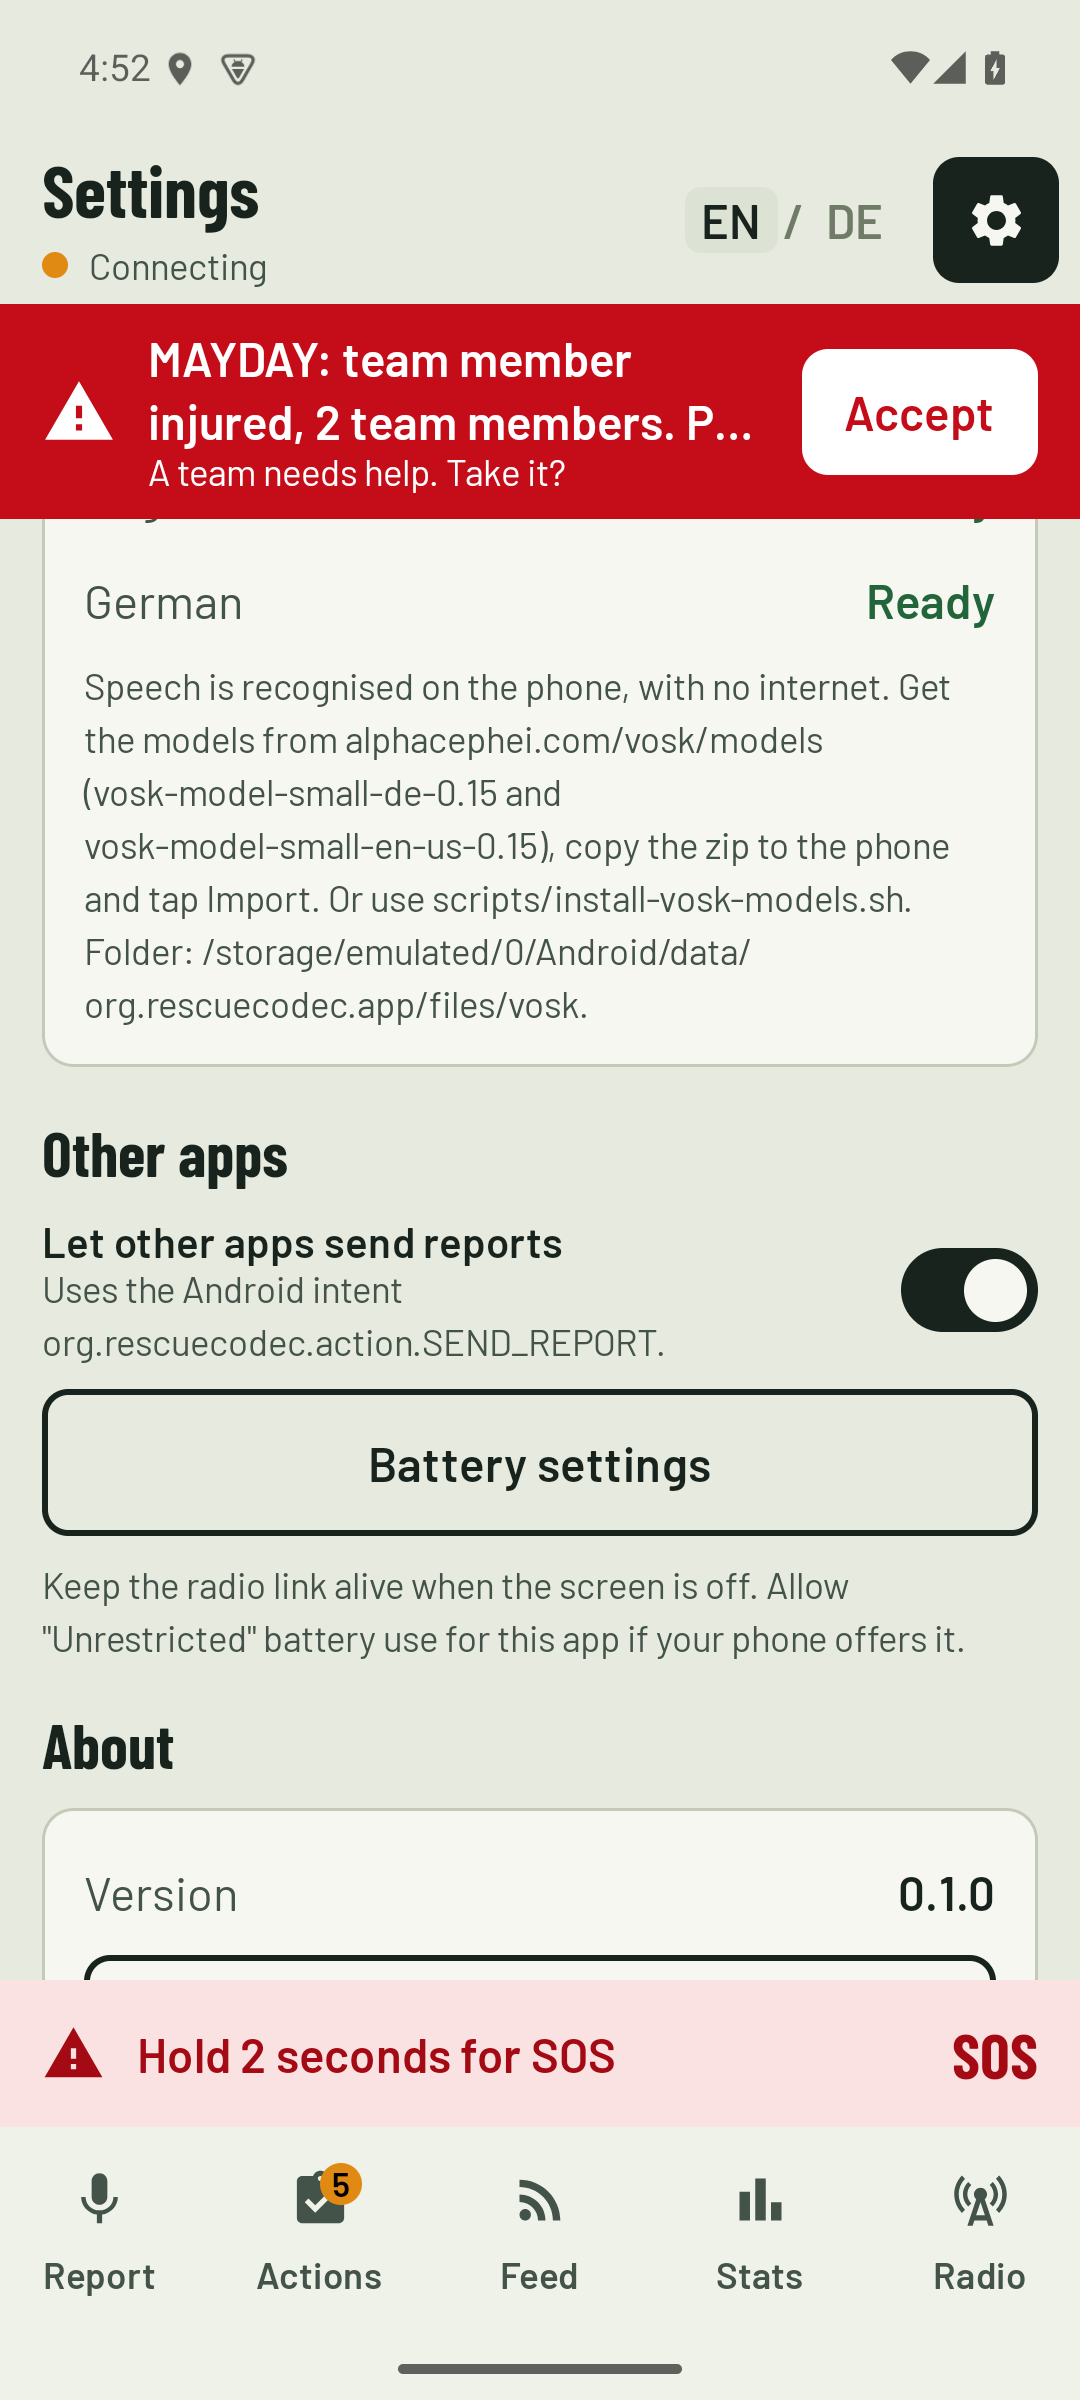 4:52
Settings
EN / DE
Connecting
MAYDAY: team member
injured, 2 team members. P...
A team needs help. Take it?
Accept
German
Ready
Speech is recognised on the phone, with no internet. Get
the models from alphacephei.com/vosk/models
(vosk-model-small-de-0.15 and
vosk-model-small-en-us-0.15), copy the zip to the phone
and tap Import. Or use scripts/install-vosk-models.sh.
Folder: /storage/emulated/0/Android/data/
org.rescuecodec.app/files/vosk.
Other apps
Let other apps send reports
Uses the Android intent
org.rescuecodec.action.SEND_REPORT.
Battery settings
Keep the radio link alive when the screen is off. Allow
"Unrestricted" battery use for this app if your phone offers it.
About
Version
0.1.0
Hold 2 seconds for SOS
SOS
5
Report
Actions
Feed
Stats
Radio